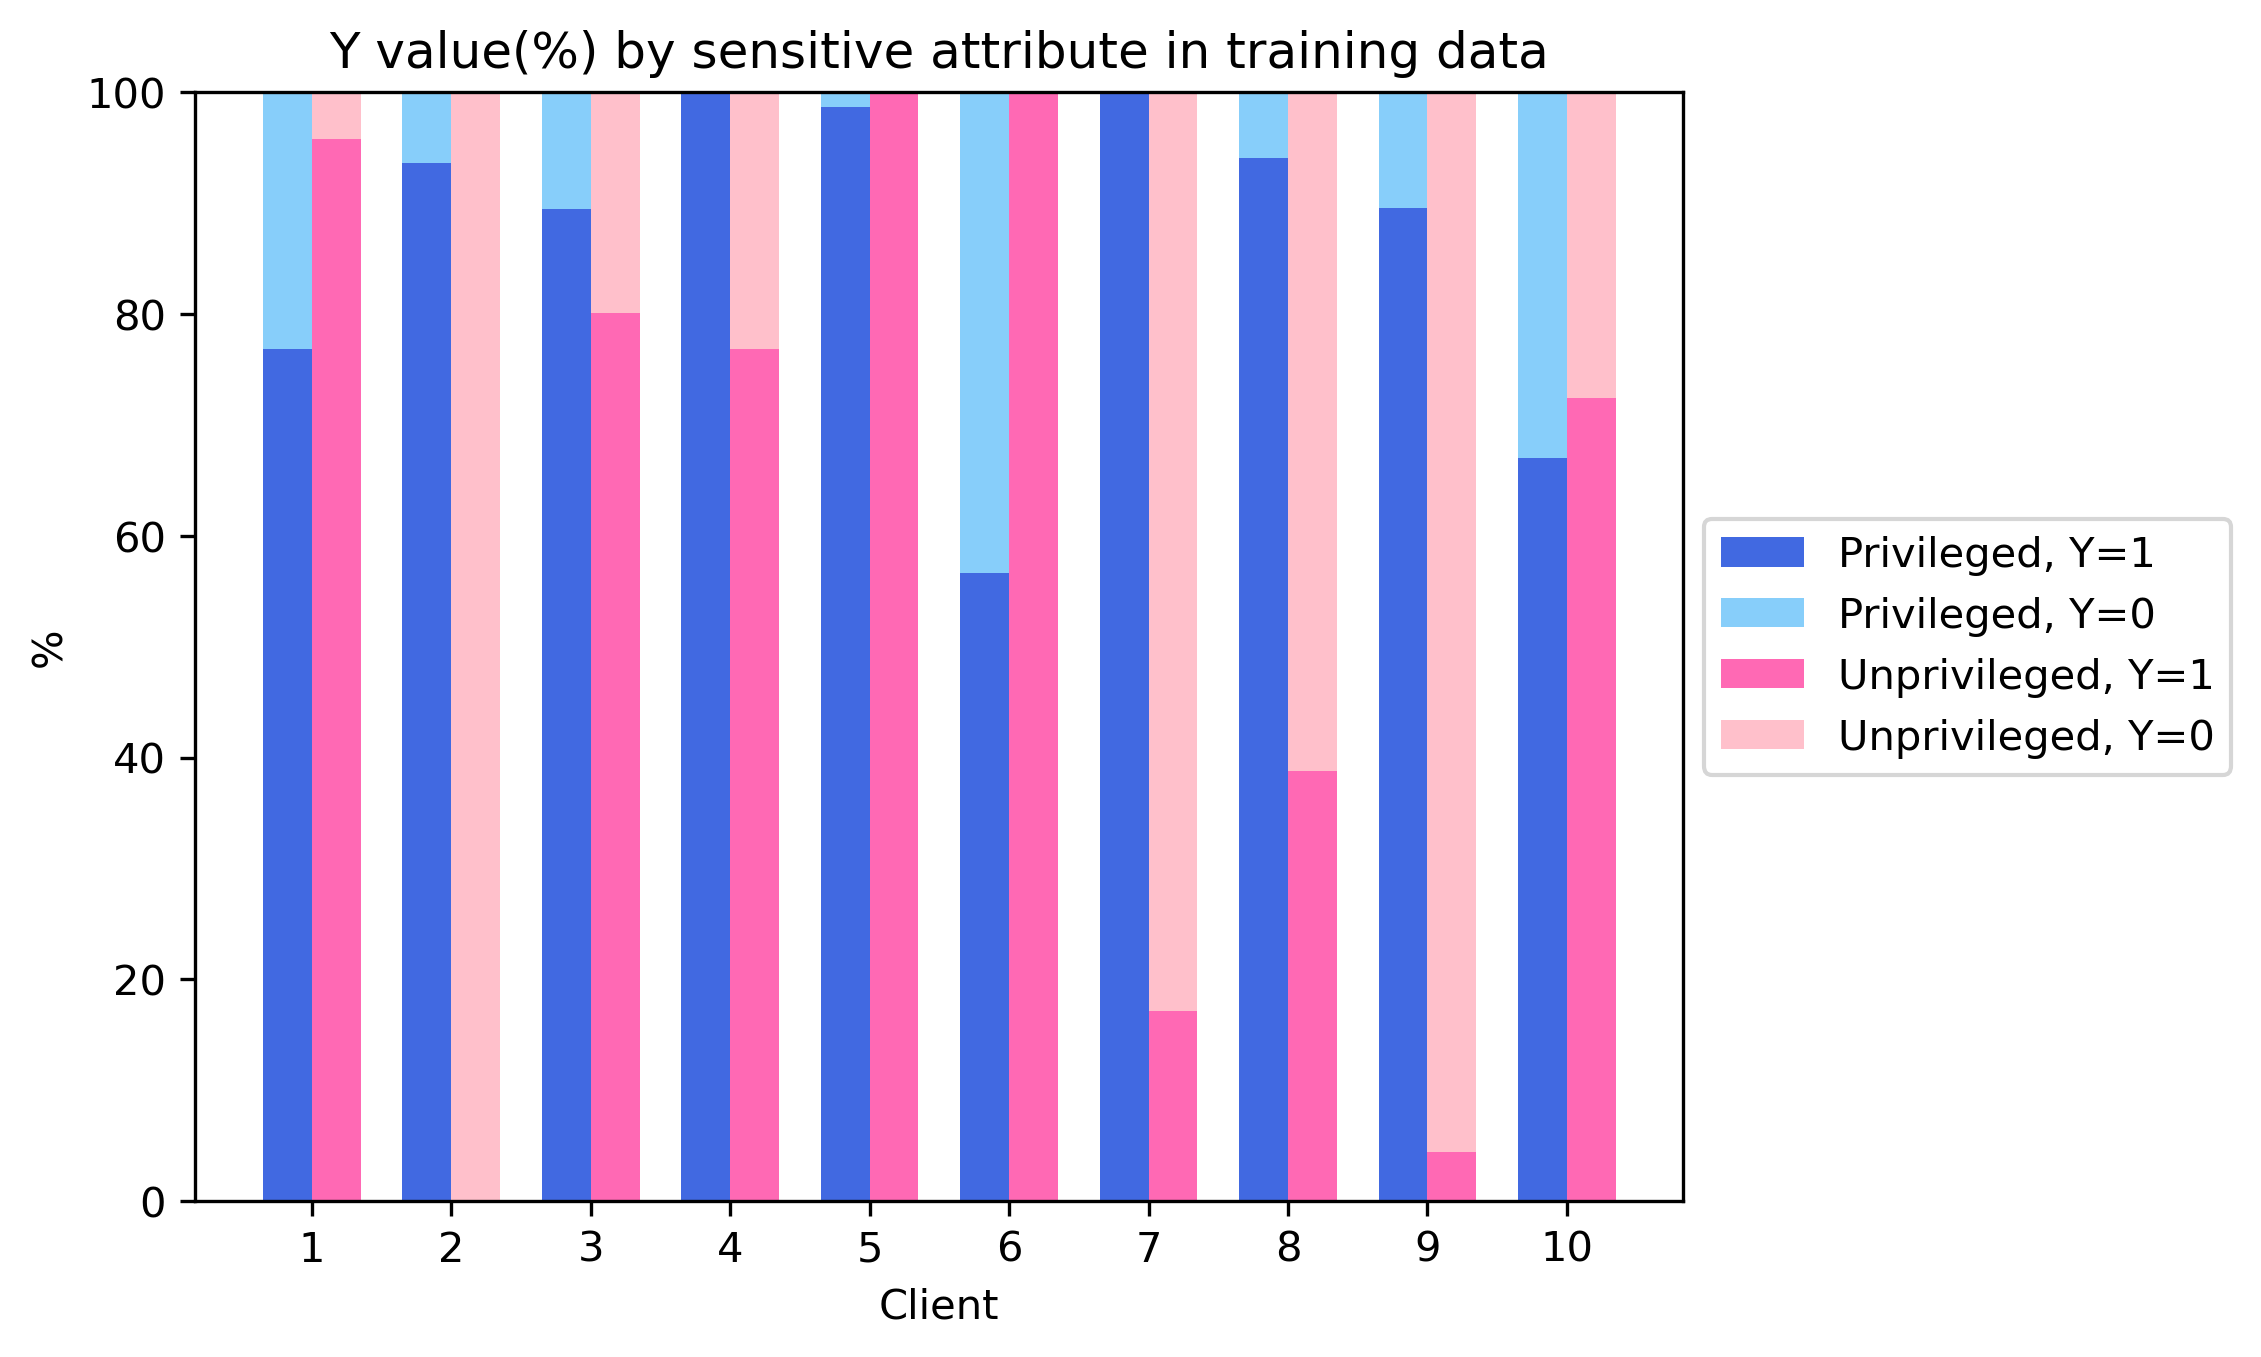 Y value(%) by sensitive attribute in training data
100
80
60
40
20
0
%
1 2 3 4 5 6 7 8 9 10
Client
Privileged, Y=1
Privileged, Y=0
Unprivileged, Y=1
Unprivileged, Y=0